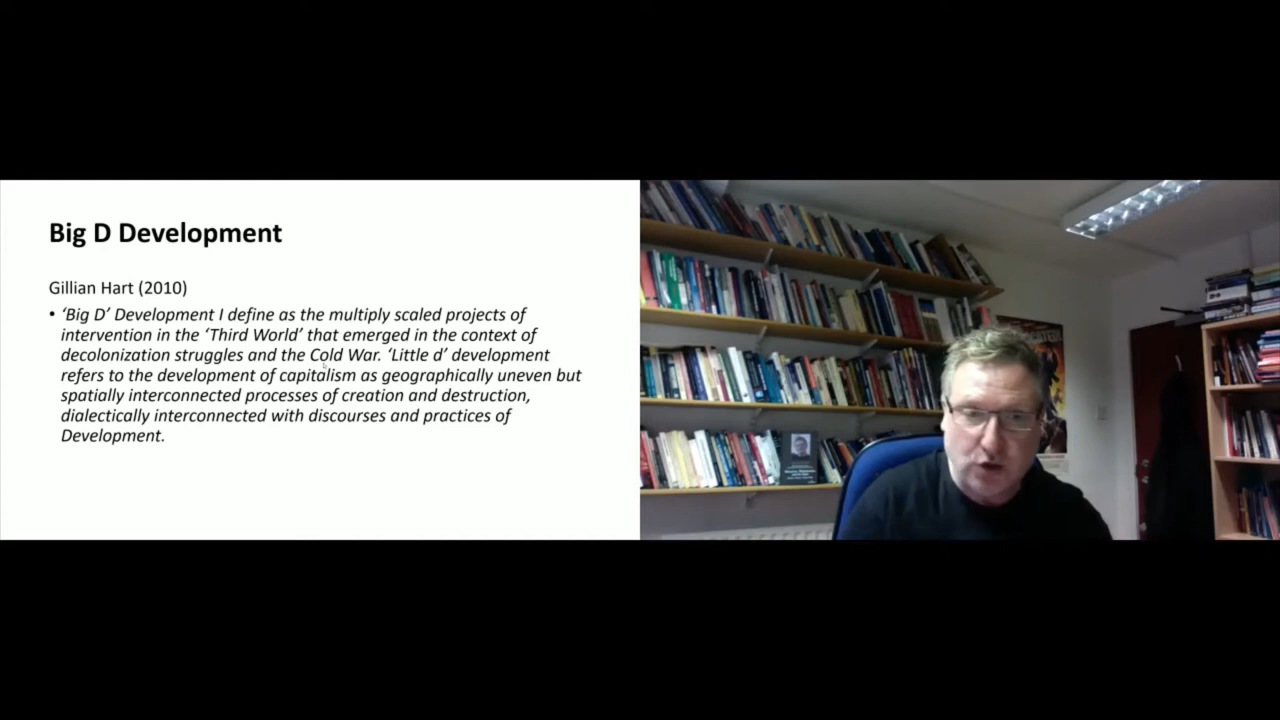 Big D Development
Gillian Hart (2010)
• ‘Big D’ Development I define as the multiply scaled projects of
intervention in the ‘Third World’ that emerged in the context of
decolonization struggles and the Cold War. ‘Little d’ development
refers to the development of capitalism as geographically uneven but
spatially interconnected processes of creation and destruction,
dialectically interconnected with discourses and practices of
Development.